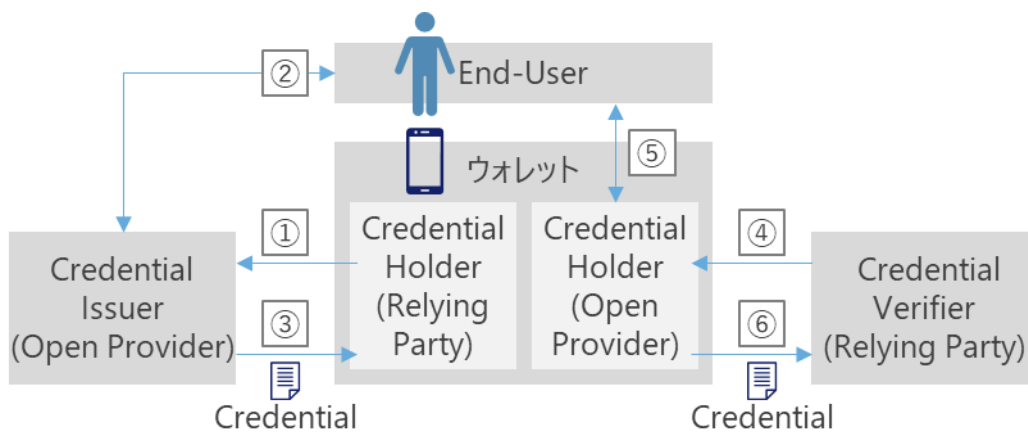 ②
End-User
⑤
ウォレット
①
Credential
Holder
(Relying
Party)
Credential
Holder
(Open
Provider)
④
Credential
Issuer
(Open Provider)
Credential
Verifier
(Relying Party)
③
⑥
Credential
Credential